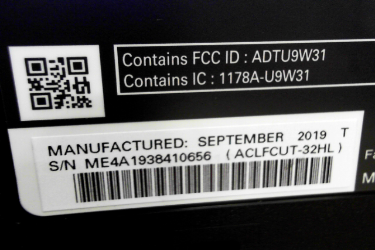 Contains FCC ID : ADTU9W31
Contains IC : 1178A-U9W31
MANUFACTURED: SEPTEMBER 2019 T
S/N ME4A1938410656 ( ACLFCUT-32HL )